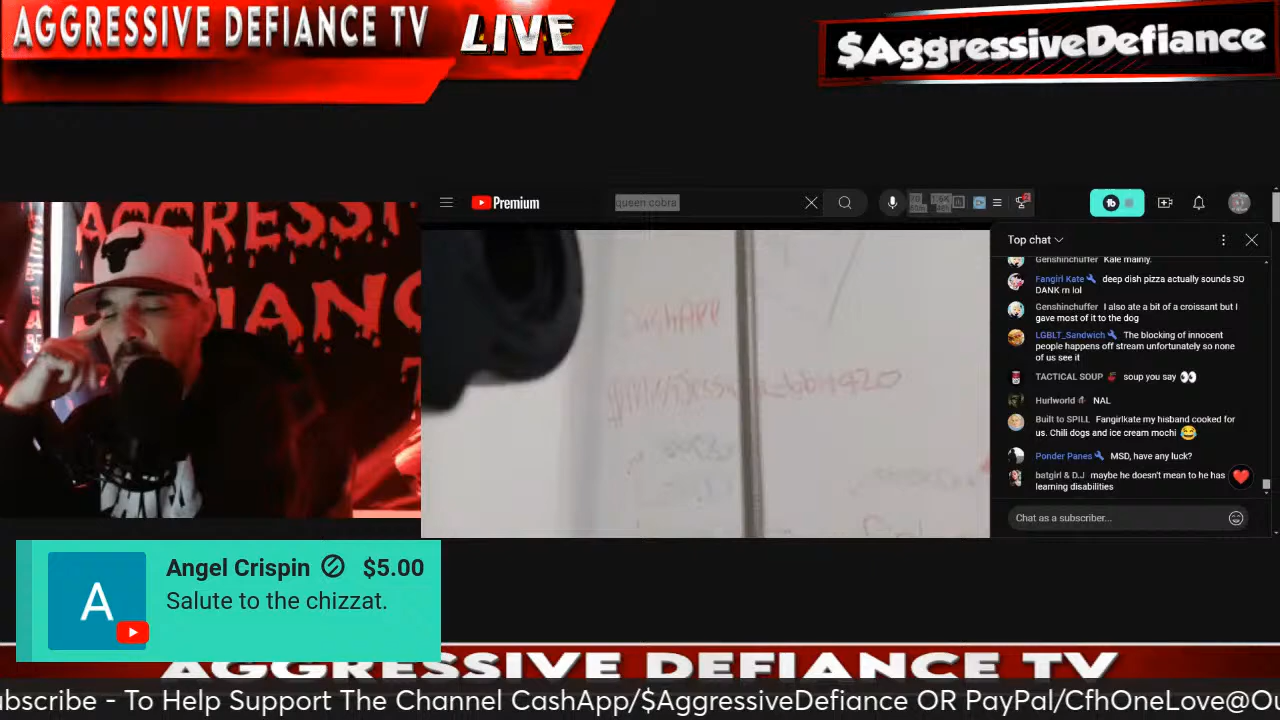 AGGRESSIVE DEFIANCE TV
LIVE
$AggressiveDefiance
AGGRESSI
Premium
queen cobra
Top chat
Genshinchuffer Kale mainly.
Fangirl Kate deep dish pizza actually sounds SO
DANK rn lol
Genshinchuffer I also ate a bit of a croissant but I
gave most of it to the dog
LGBLT_Sandwich The blocking of innocent
people happens off stream unfortunately so none
of us see it
TACTICAL SOUP soup you say 👀
Hurlworld NAL
Built to SPILL Fangirlkate my hisband cooked for
us. Chili dogs and ice cream mochi 😂
Ponder Panes MSD, have any luck?
batgirl & D.J maybe he doesn't mean to he has
learning disabilities
Chat as a subscriber...
A
Angel Crispin $5.00
Salute to the chizzat.
AGGRESSIVE DEFIANCE TV
ubscribe - To Help Support The Channel CashApp/$AggressiveDefiance OR PayPal/CfhOneLove@Ou